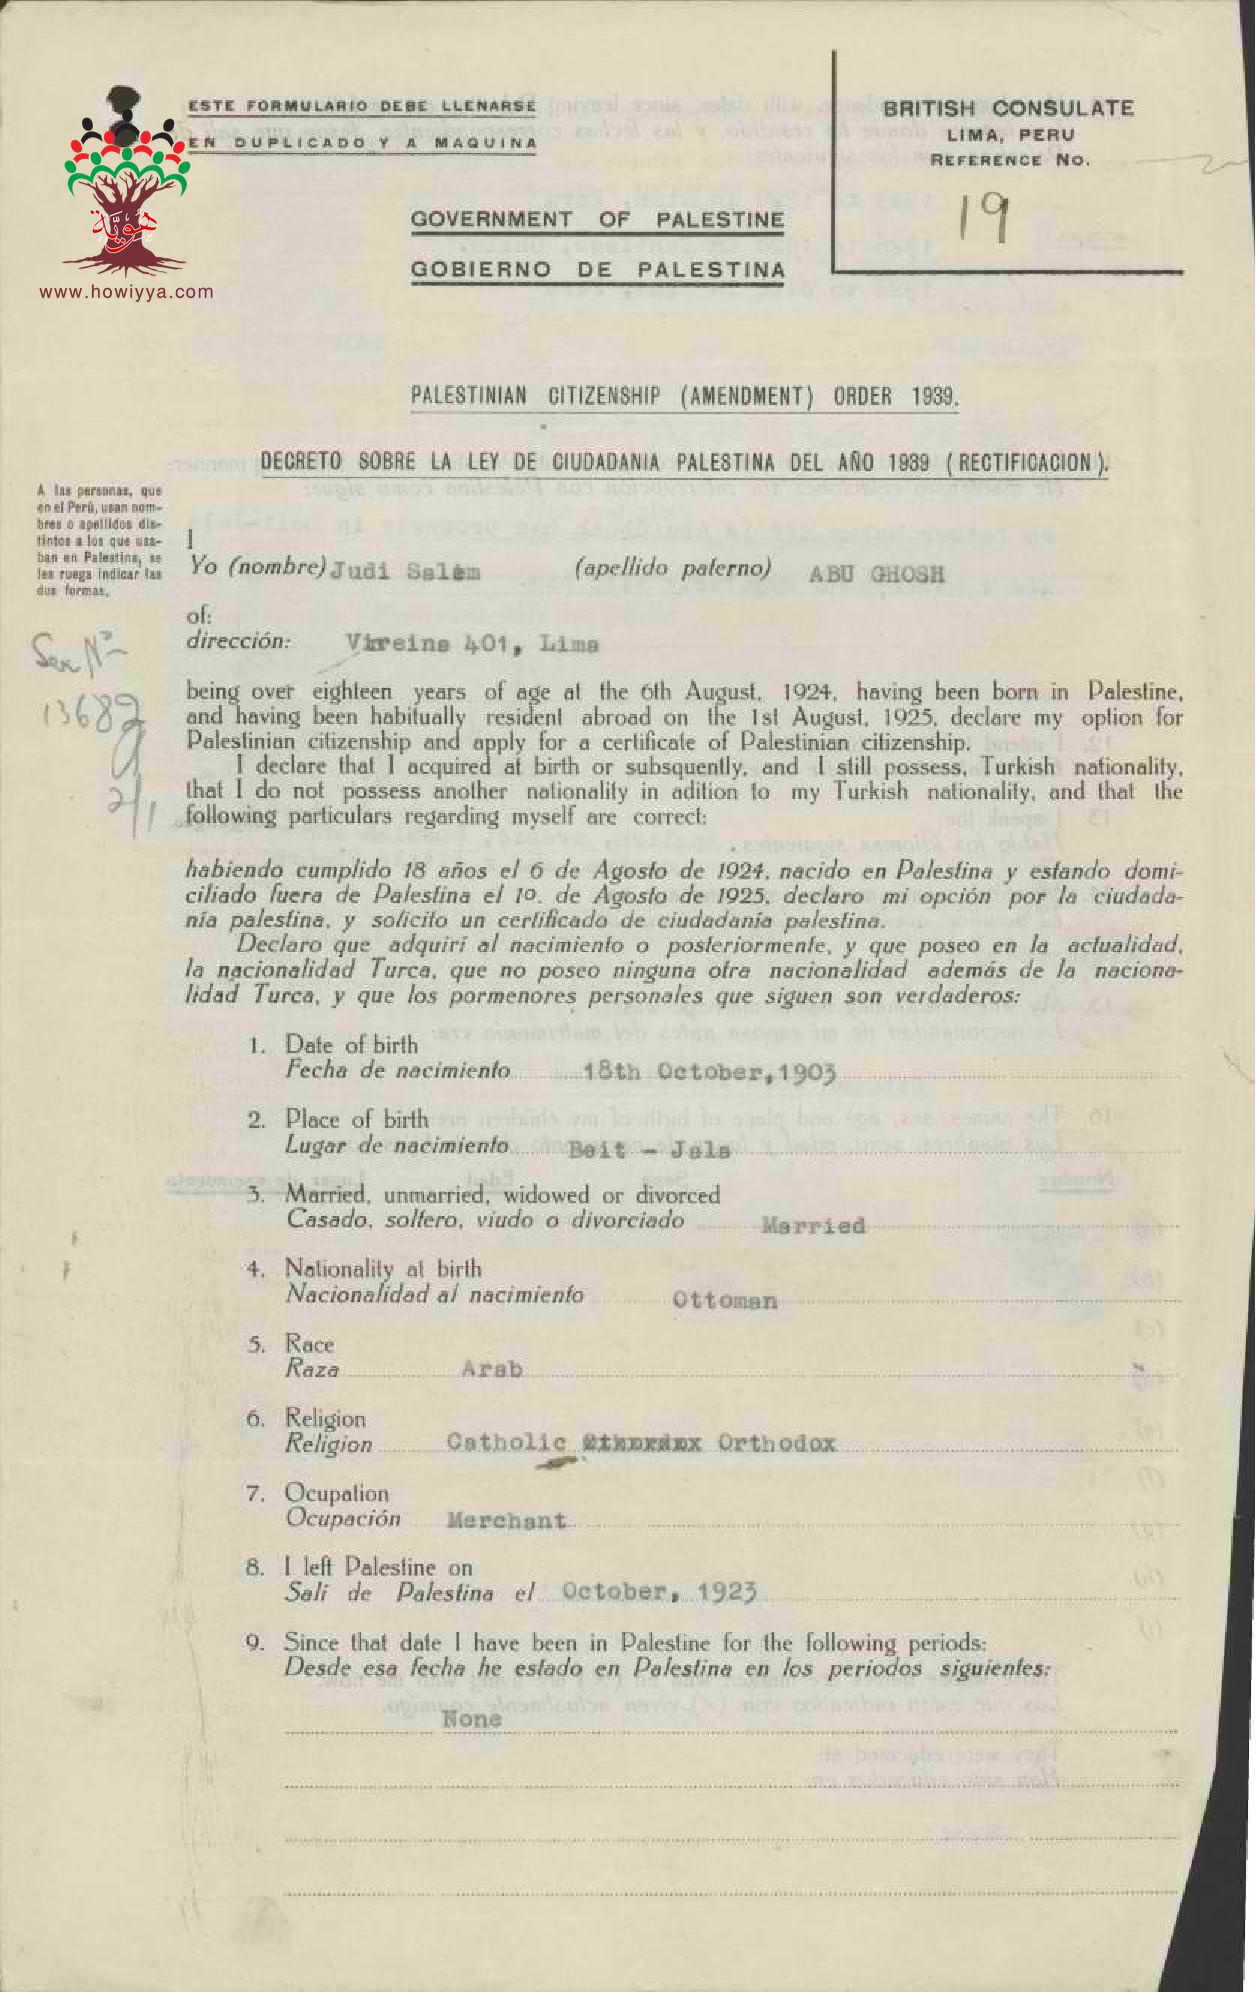 ESTE FORMULARIO DEBE LLENARSE
EN DUPLICADO Y A MAQUINA
BRITISH CONSULATE
LIMA, PERU
REFERENCE No.
19
هوية
www.howiyya.com
GOVERNMENT OF PALESTINE
GOBIERNO DE PALESTINA
PALESTINIAN CITIZENSHIP (AMENDMENT) ORDER 1939.
DECRETO SOBRE LA LEY DE CIUDADANIA PALESTINA DEL AÑO 1939 (RECTIFICACION).
A las personas, que
en el Perú, usan nom-
bres o apellidos dis-
tintos a los que usa-
ban en Palestina, se
les ruega indicar las
dos formas.
I
Yo (nombre) Judi Salem (apellido paterno) ABU GHOSH
of:
dirección: Virreina 401, Lima
Ser Nº
13682
2/1
being over eighteen years of age at the 6th August, 1924, having been born in Palestine,
and having been habitually resident abroad on the 1st August, 1925, declare my option for
Palestinian citizenship and apply for a certificate of Palestinian citizenship.
I declare that I acquired at birth or subsquently, and I still possess, Turkish nationality,
that I do not possess another nationality in adition to my Turkish nationality, and that the
following particulars regarding myself are correct:
habiendo cumplido 18 años el 6 de Agosto de 1924, nacido en Palestina y estando domi-
ciliado fuera de Palestina el 1o. de Agosto de 1925, declaro mi opción por la ciudada-
nía palestina, y solicito un certificado de ciudadanía palestina.
Declaro que adquirí al nacimiento o posteriormente, y que poseo en la actualidad,
la nacionalidad Turca, que no poseo ninguna otra nacionalidad además de la naciona-
lidad Turca, y que los pormenores personales que siguen son verdaderos:
1. Date of birth
Fecha de nacimiento 18th October, 1903
2. Place of birth
Lugar de nacimiento Beit - Jala
3. Married, unmarried, widowed or divorced
Casado, soltero, viudo o divorciado Married
4. Nationality at birth
Nacionalidad al nacimiento Ottoman
5. Race
Raza Arab
6. Religion
Religion Catholic Orthodox
7. Ocupation
Ocupación Merchant
8. I left Palestine on
Salí de Palestina el October, 1923
9. Since that date I have been in Palestine for the following periods:
Desde esa fecha he estado en Palestina en los periodos siguientes:
None